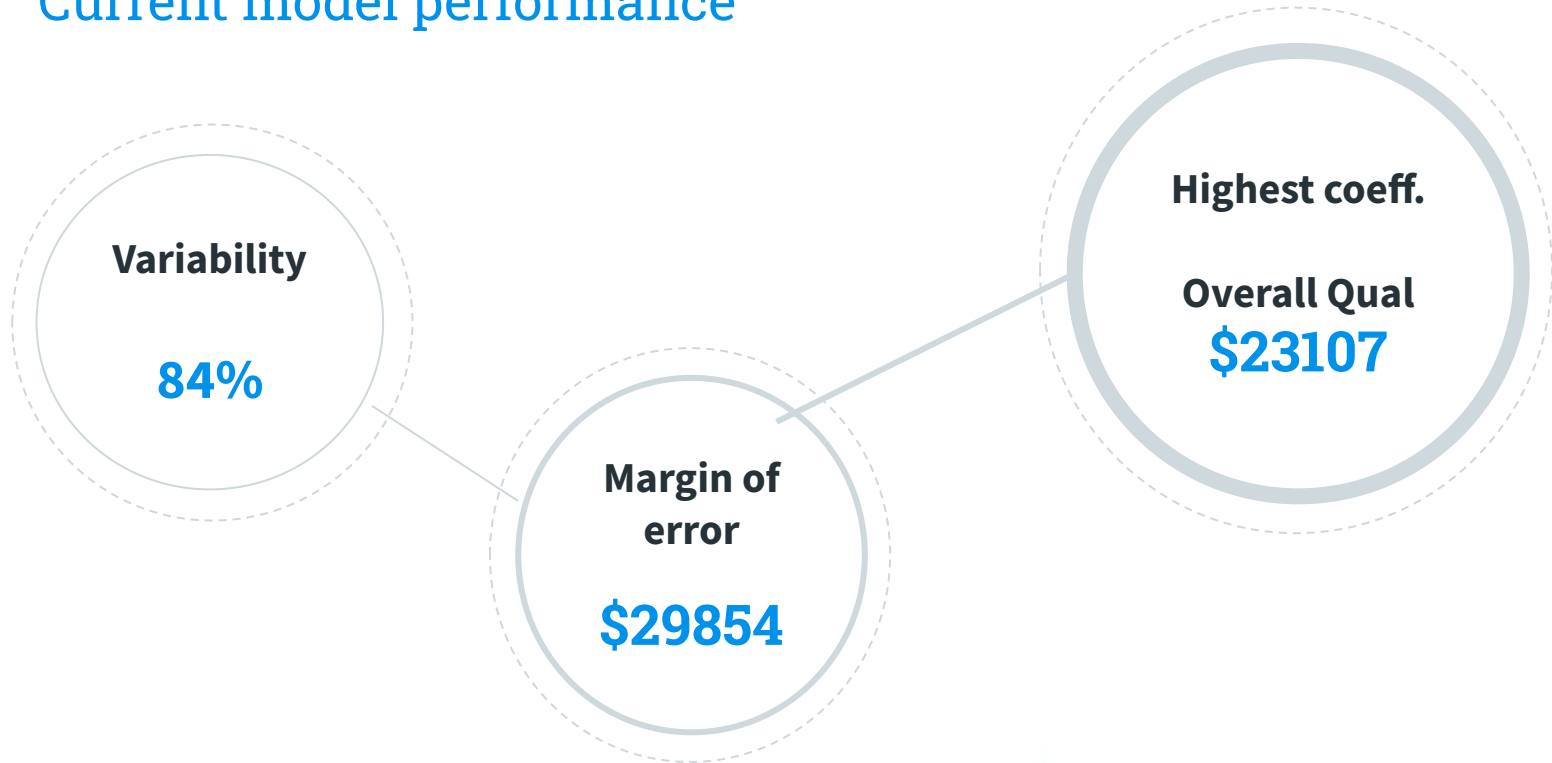 Current model performance
Variability
84%
Margin of
error
$29854
Highest coeff.
Overall Qual
$23107